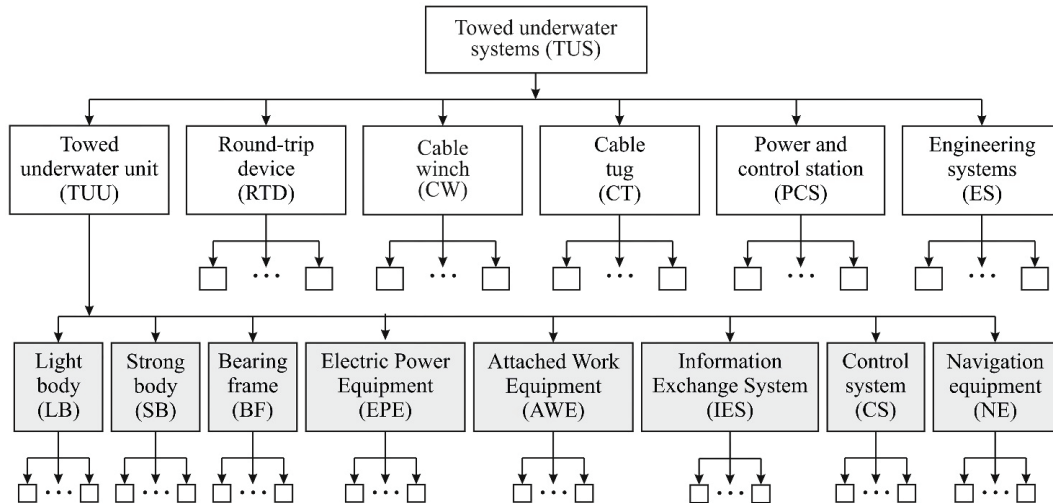 Towed underwater
systems (TUS)
Towed
underwater unit
(TUU)
Round-trip
device
(RTD)
Cable
winch
(CW)
Cable
tug
(CT)
Power and
control station
(PCS)
Engineering
systems
(ES)
• • •
• • •
• • •
• • •
• • •
Light
body
(LB)
Strong
body
(SB)
Bearing
frame
(BF)
Electric Power
Equipment
(EPE)
Attached Work
Equipment
(AWE)
Information
Exchange System
(IES)
Control
system
(CS)
Navigation
equipment
(NE)
• • •
• • •
• • •
• • •
• • •
• • •
• • •
• • •